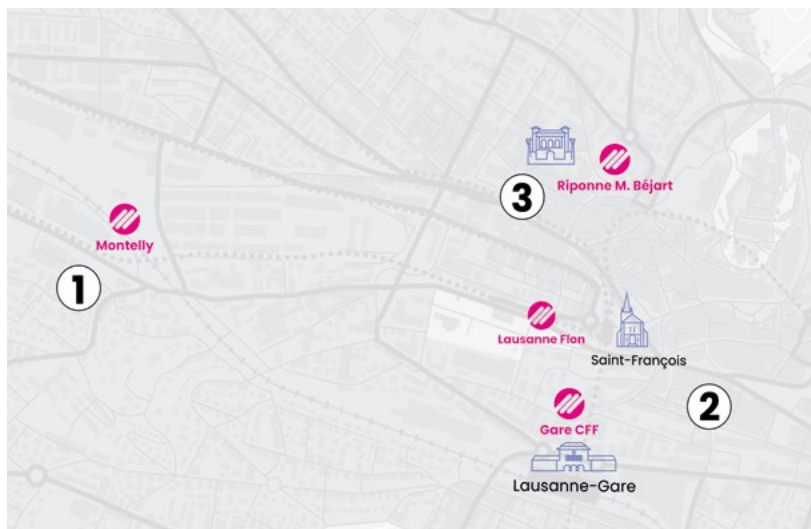 3
Riponne M. Béjart
Montelly
1
Lausanne Flon
Saint-François
2
Gare CFF
Lausanne-Gare